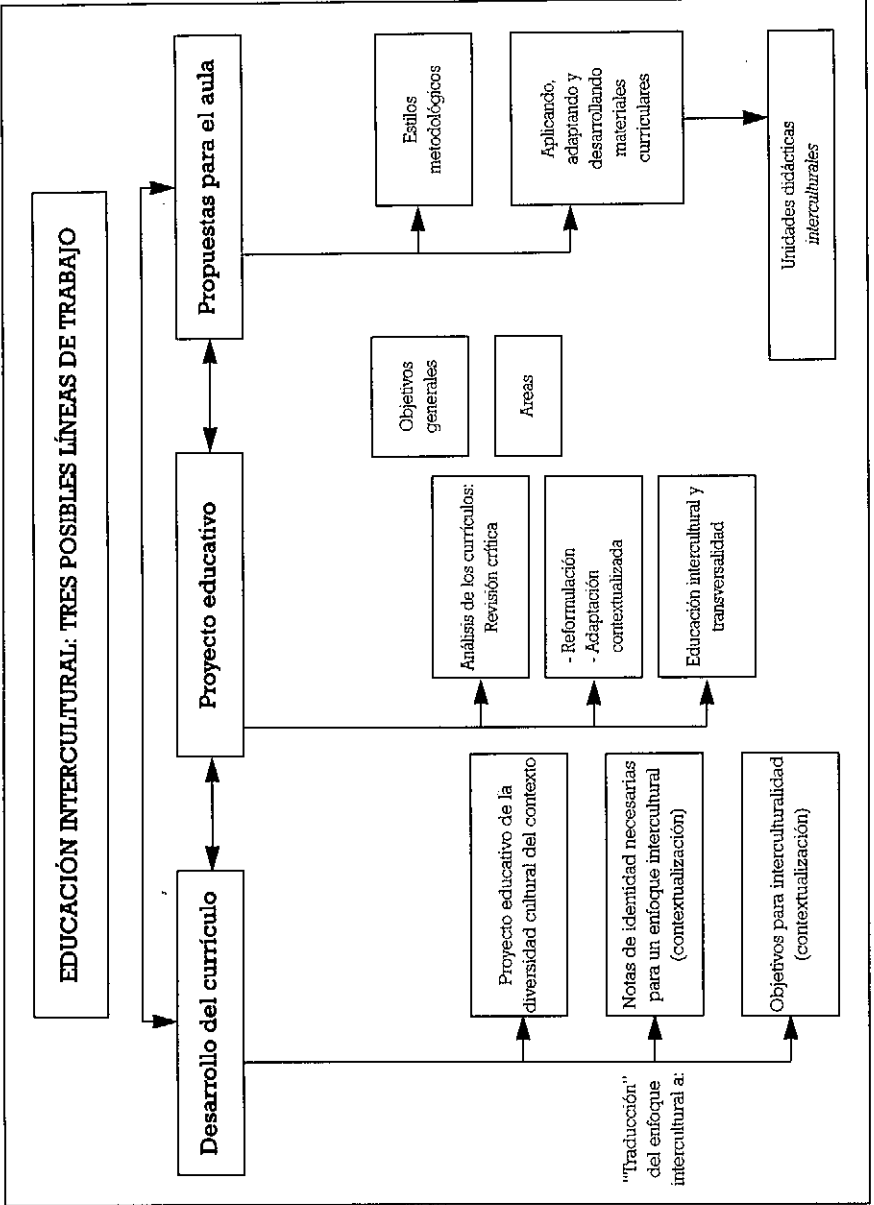 EDUCACIÓN INTERCULTURAL: TRES POSIBLES LÍNEAS DE TRABAJO
Desarrollo del currículo
Proyecto educativo
Propuestas para el aula
"Traducción"
del enfoque
intercultural a:
Proyecto educativo de la
diversidad cultural del contexto
Notas de identidad necesarias
para un enfoque intercultural
(contextualización)
Objetivos para interculturalidad
(contextualización)
Análisis de los currículos:
Revisión crítica
- Reformulación
- Adaptación
contextualizada
Educación intercultural y
transversalidad
Objetivos
generales
Areas
Estilos
metodológicos
Aplicando,
adaptando y
desarrollando
materiales
curriculares
Unidades didácticas
interculturales